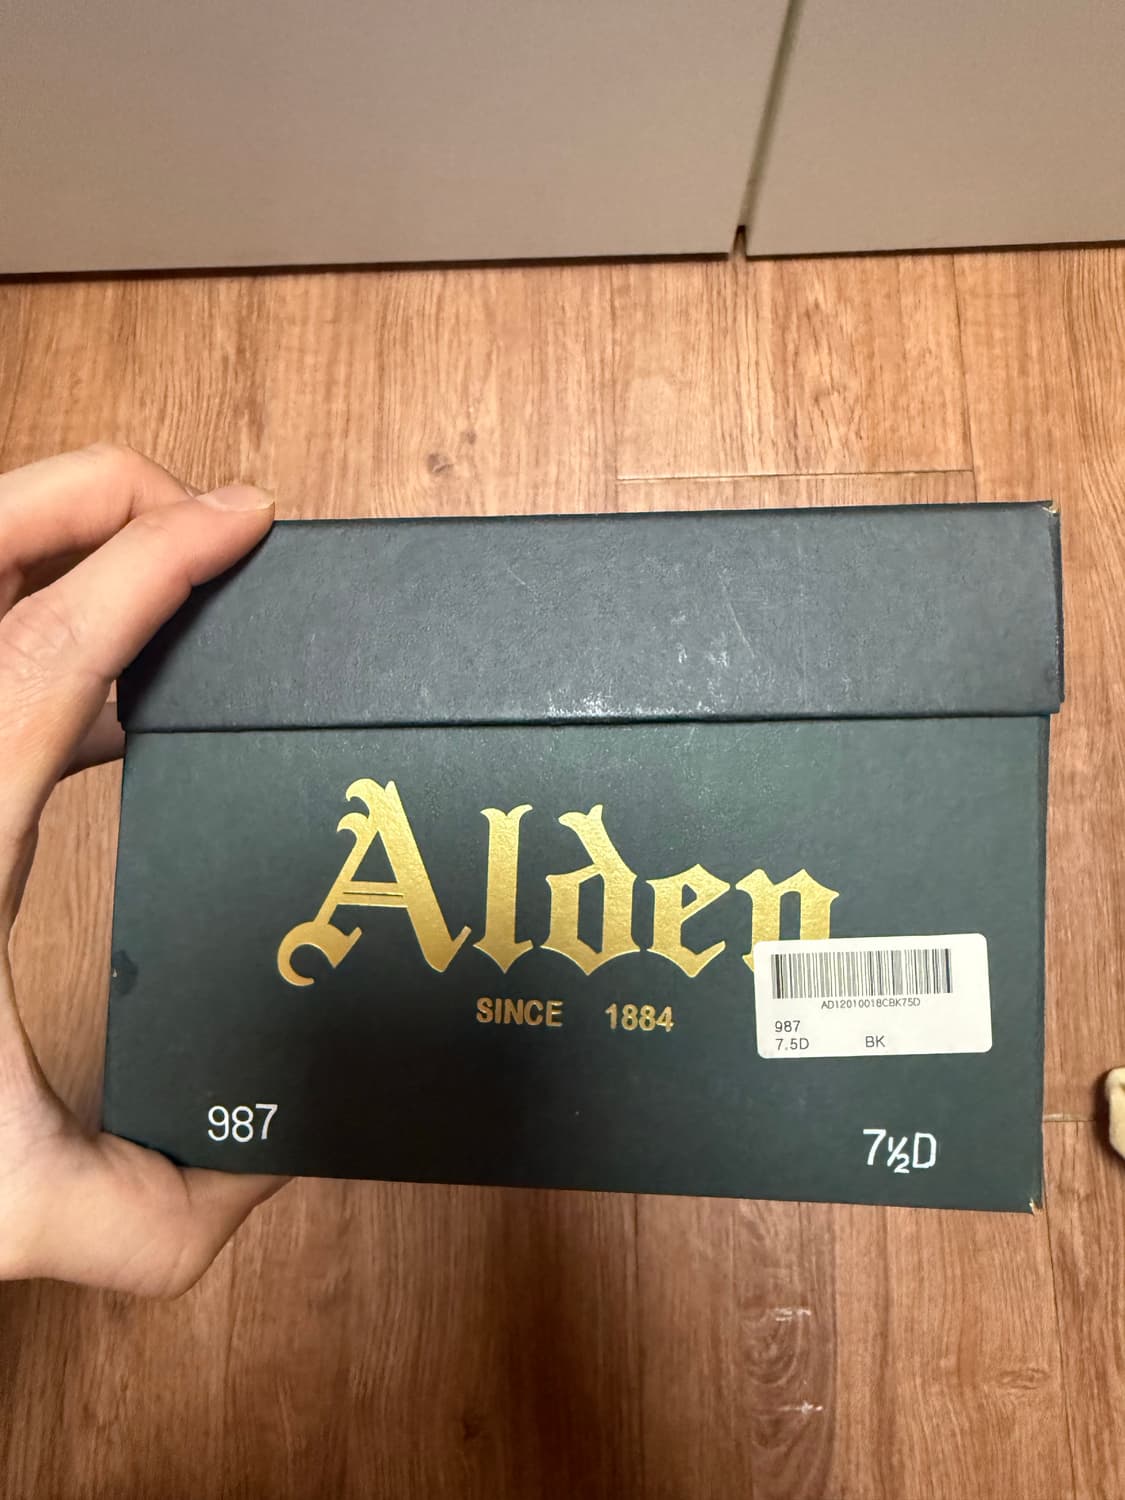 Alden
SINCE 1884
AD12010018CBK75D
987
7.5D BK
987
7½D